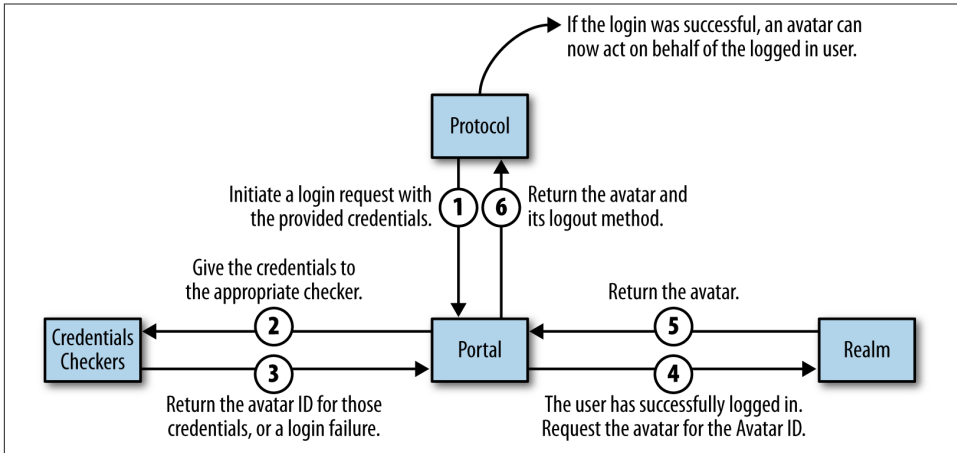 If the login was successful, an avatar can
now act on behalf of the logged in user.
Protocol
Initiate a login request with
the provided credentials.
1
6
Return the avatar and
its logout method.
Give the credentials to
the appropriate checker.
2
Return the avatar.
5
Credentials
Checkers
Portal
Realm
3
Return the avatar ID for those
credentials, or a login failure.
4
The user has successfully logged in.
Request the avatar for the Avatar ID.